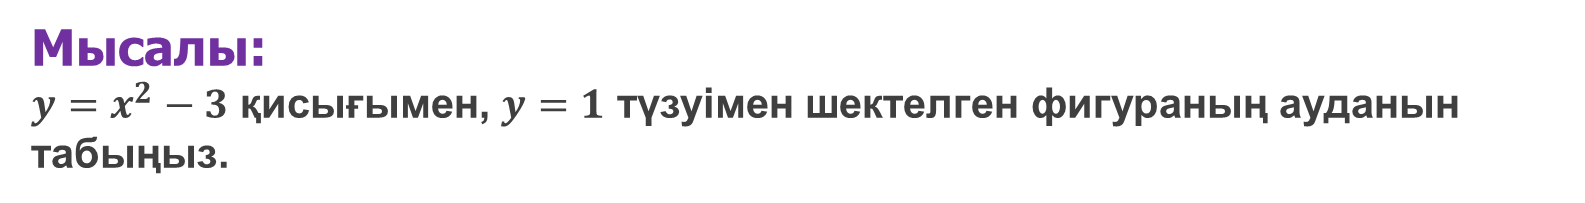 Мысалы:
y = x² − 3 қисығымен, y = 1 түзуімен шектелген фигураның ауданын
табыңыз.